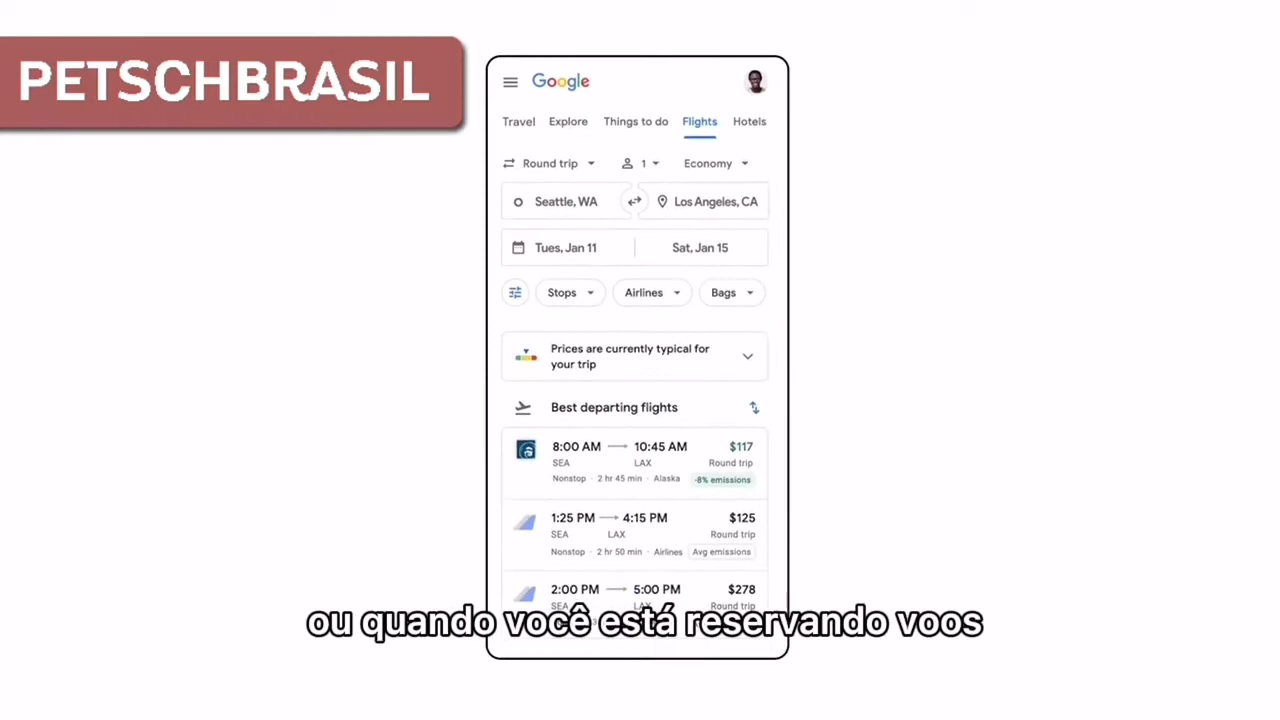 PETSCHBRASIL
Google
Travel Explore Things to do Flights Hotels
Round trip 1 Economy
Seattle, WA Los Angeles, CA
Tues, Jan 11 Sat, Jan 15
Stops Airlines Bags
Prices are currently typical for
your trip
Best departing flights
8:00 AM 10:45 AM $117
SEA LAX Round trip
Nonstop · 2 hr 45 min · Alaska -8% emissions
1:25 PM 4:15 PM $125
SEA LAX Round trip
Nonstop · 2 hr 50 min · Airlines Avg emissions
2:00 PM 5:00 PM $278
SEA LAX Round trip
ou quando você está reservando voos